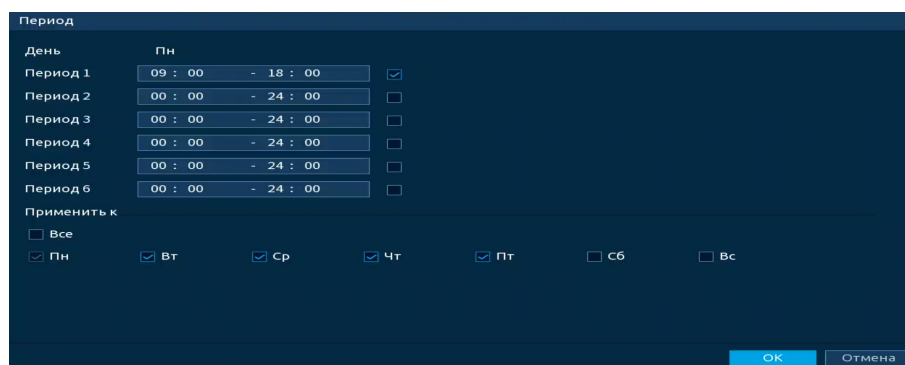 Период
День Пн
Период 1 09 : 00 - 18 : 00
Период 2 00 : 00 - 24 : 00
Период 3 00 : 00 - 24 : 00
Период 4 00 : 00 - 24 : 00
Период 5 00 : 00 - 24 : 00
Период 6 00 : 00 - 24 : 00
Применить к
Все
Пн Вт Ср Чт Пт Сб Вс
OK Отмена